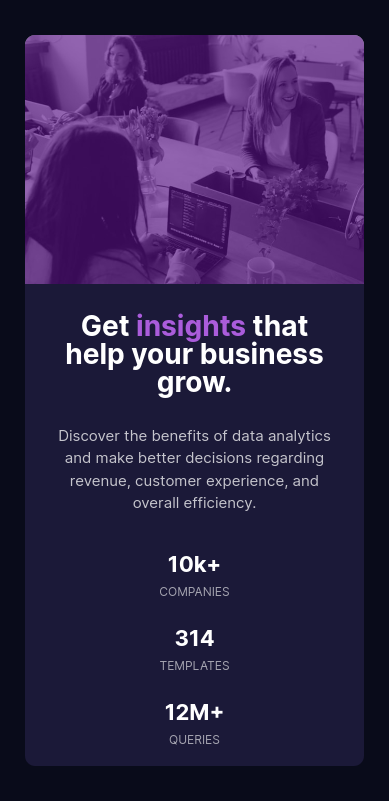 Get insights that
help your business
grow.
Discover the benefits of data analytics
and make better decisions regarding
revenue, customer experience, and
overall efficiency.
10k+
COMPANIES
314
TEMPLATES
12M+
QUERIES